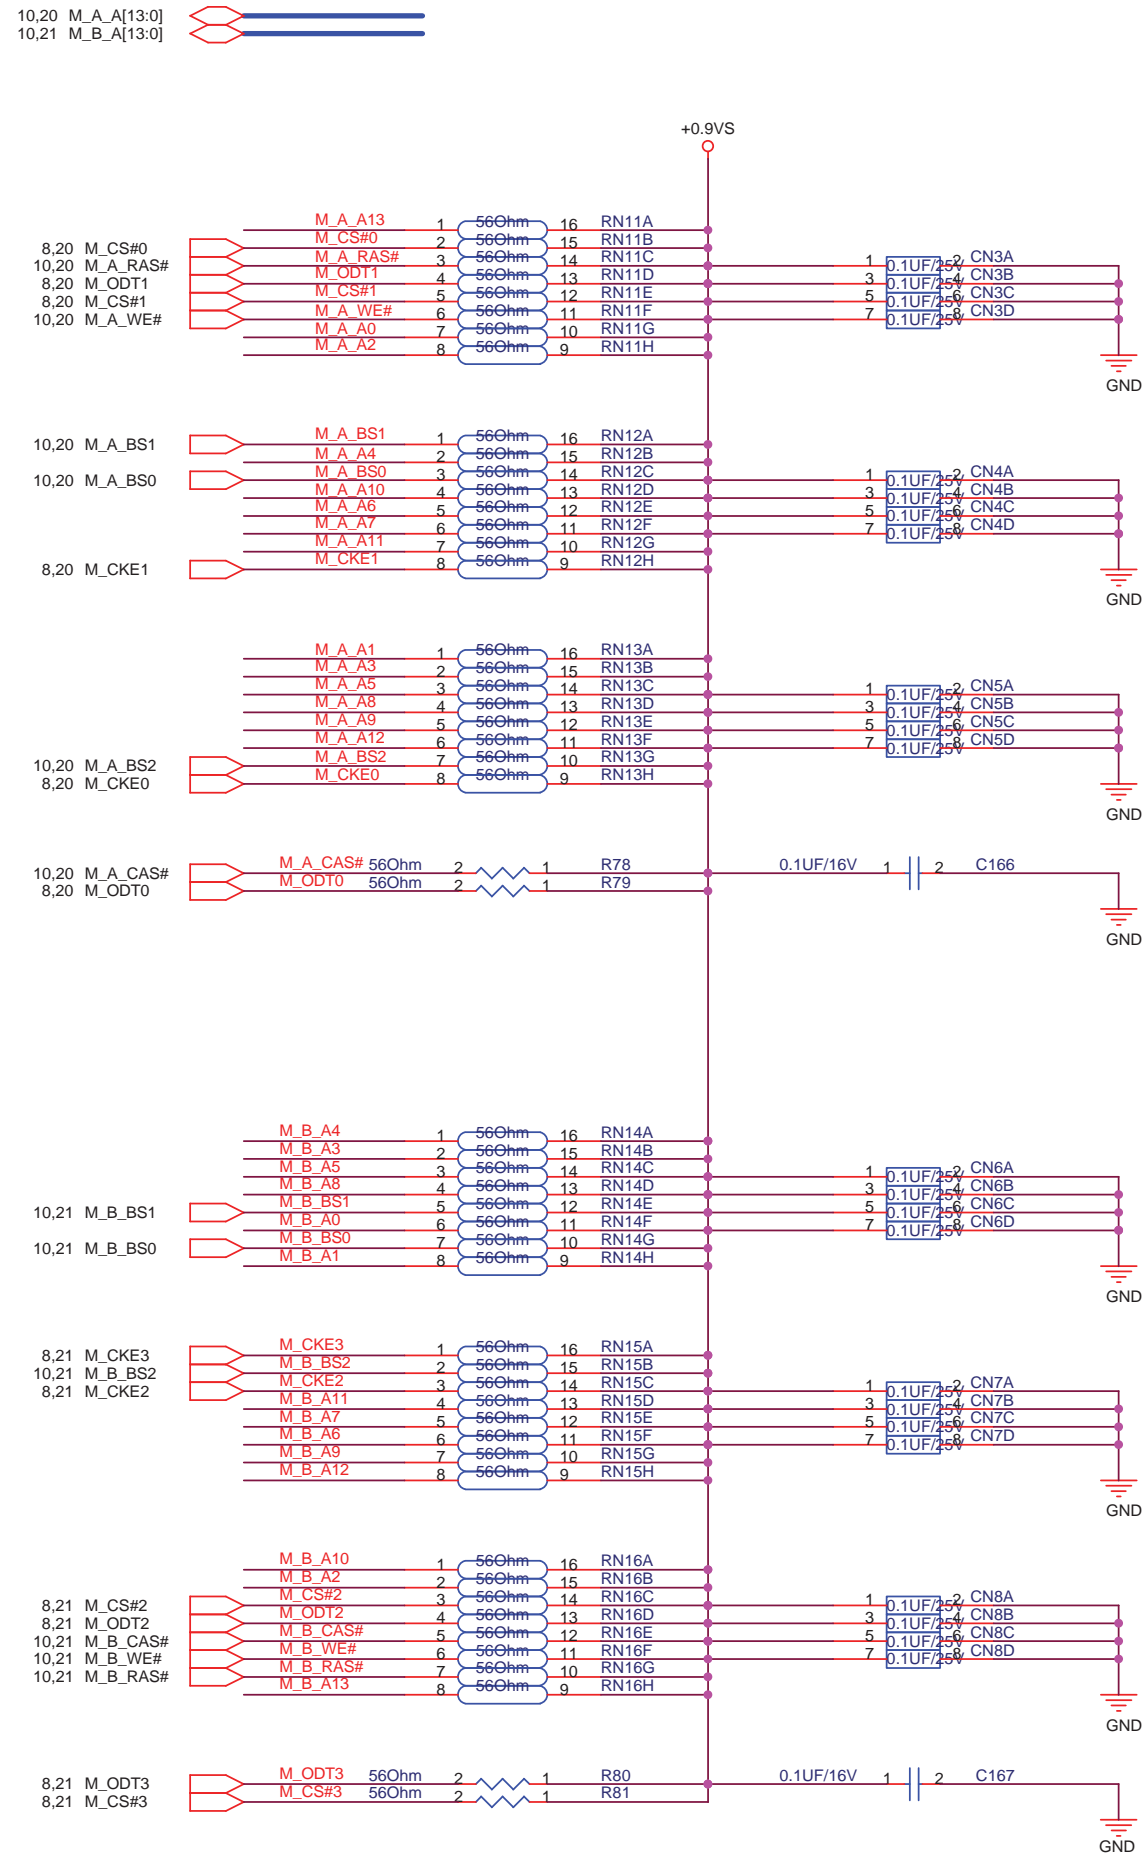 10,20 M_A_A[13:0]
10,21 M_B_A[13:0]
+0.9VS
M_A_A13 1 56Ohm 16 RN11A
8,20 M_CS#0 M_CS#0 2 56Ohm 15 RN11B
10,20 M_A_RAS# M_A_RAS# 3 56Ohm 14 RN11C 1 0.1UF/25V 2 CN3A
8,20 M_ODT1 M_ODT1 4 56Ohm 13 RN11D 3 0.1UF/25V 4 CN3B
8,20 M_CS#1 M_CS#1 5 56Ohm 12 RN11E 5 0.1UF/25V 6 CN3C
10,20 M_A_WE# M_A_WE# 6 56Ohm 11 RN11F 7 0.1UF/25V 8 CN3D
M_A_A0 7 56Ohm 10 RN11G
M_A_A2 8 56Ohm 9 RN11H
GND
10,20 M_A_BS1 M_A_BS1 1 56Ohm 16 RN12A
M_A_A4 2 56Ohm 15 RN12B
10,20 M_A_BS0 M_A_BS0 3 56Ohm 14 RN12C 1 0.1UF/25V 2 CN4A
M_A_A10 4 56Ohm 13 RN12D 3 0.1UF/25V 4 CN4B
M_A_A6 5 56Ohm 12 RN12E 5 0.1UF/25V 6 CN4C
M_A_A7 6 56Ohm 11 RN12F 7 0.1UF/25V 8 CN4D
M_A_A11 7 56Ohm 10 RN12G
8,20 M_CKE1 M_CKE1 8 56Ohm 9 RN12H
GND
M_A_A1 1 56Ohm 16 RN13A
M_A_A3 2 56Ohm 15 RN13B
M_A_A5 3 56Ohm 14 RN13C 1 0.1UF/25V 2 CN5A
M_A_A8 4 56Ohm 13 RN13D 3 0.1UF/25V 4 CN5B
M_A_A9 5 56Ohm 12 RN13E 5 0.1UF/25V 6 CN5C
M_A_A12 6 56Ohm 11 RN13F 7 0.1UF/25V 8 CN5D
10,20 M_A_BS2 M_A_BS2 7 56Ohm 10 RN13G
8,20 M_CKE0 M_CKE0 8 56Ohm 9 RN13H
GND
10,20 M_A_CAS# M_A_CAS# 56Ohm 2 1 R78 0.1UF/16V 1 2 C166
8,20 M_ODT0 M_ODT0 56Ohm 2 1 R79
GND
M_B_A4 1 56Ohm 16 RN14A
M_B_A3 2 56Ohm 15 RN14B
M_B_A5 3 56Ohm 14 RN14C 1 0.1UF/25V 2 CN6A
M_B_A8 4 56Ohm 13 RN14D 3 0.1UF/25V 4 CN6B
10,21 M_B_BS1 M_B_BS1 5 56Ohm 12 RN14E 5 0.1UF/25V 6 CN6C
M_B_A0 6 56Ohm 11 RN14F 7 0.1UF/25V 8 CN6D
10,21 M_B_BS0 M_B_BS0 7 56Ohm 10 RN14G
M_B_A1 8 56Ohm 9 RN14H
GND
8,21 M_CKE3 M_CKE3 1 56Ohm 16 RN15A
10,21 M_B_BS2 M_B_BS2 2 56Ohm 15 RN15B
8,21 M_CKE2 M_CKE2 3 56Ohm 14 RN15C 1 0.1UF/25V 2 CN7A
M_B_A11 4 56Ohm 13 RN15D 3 0.1UF/25V 4 CN7B
M_B_A7 5 56Ohm 12 RN15E 5 0.1UF/25V 6 CN7C
M_B_A6 6 56Ohm 11 RN15F 7 0.1UF/25V 8 CN7D
M_B_A9 7 56Ohm 10 RN15G
M_B_A12 8 56Ohm 9 RN15H
GND
M_B_A10 1 56Ohm 16 RN16A
M_B_A2 2 56Ohm 15 RN16B
8,21 M_CS#2 M_CS#2 3 56Ohm 14 RN16C 1 0.1UF/25V 2 CN8A
8,21 M_ODT2 M_ODT2 4 56Ohm 13 RN16D 3 0.1UF/25V 4 CN8B
10,21 M_B_CAS# M_B_CAS# 5 56Ohm 12 RN16E 5 0.1UF/25V 6 CN8C
10,21 M_B_WE# M_B_WE# 6 56Ohm 11 RN16F 7 0.1UF/25V 8 CN8D
10,21 M_B_RAS# M_B_RAS# 7 56Ohm 10 RN16G
M_B_A13 8 56Ohm 9 RN16H
GND
8,21 M_ODT3 M_ODT3 56Ohm 2 1 R80 0.1UF/16V 1 2 C167
8,21 M_CS#3 M_CS#3 56Ohm 2 1 R81
GND